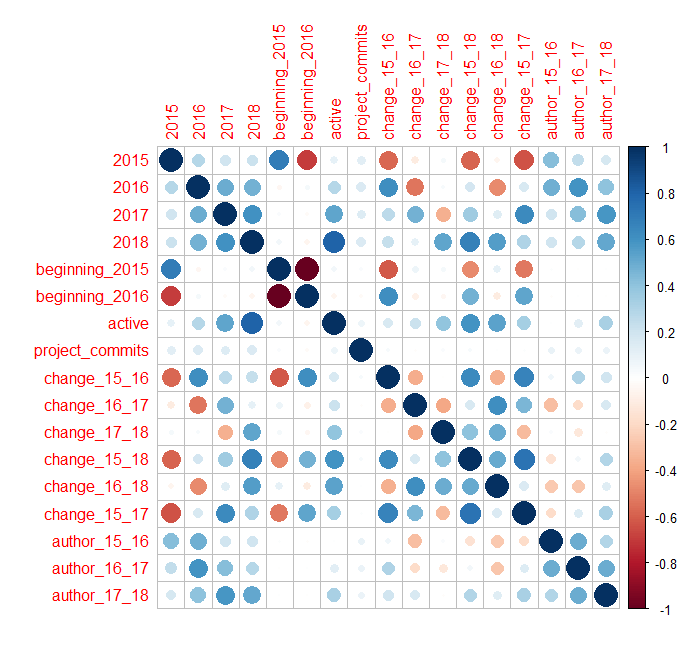 2015
2016
2017
2018
beginning_2015
beginning_2016
active
project_commits
change_15_16
change_16_17
change_17_18
change_15_18
change_16_18
change_15_17
author_15_16
author_16_17
author_17_18
2015
2016
2017
2018
beginning_2015
beginning_2016
active
project_commits
change_15_16
change_16_17
change_17_18
change_15_18
change_16_18
change_15_17
author_15_16
author_16_17
author_17_18
1
0.8
0.6
0.4
0.2
0
-0.2
-0.4
-0.6
-0.8
-1